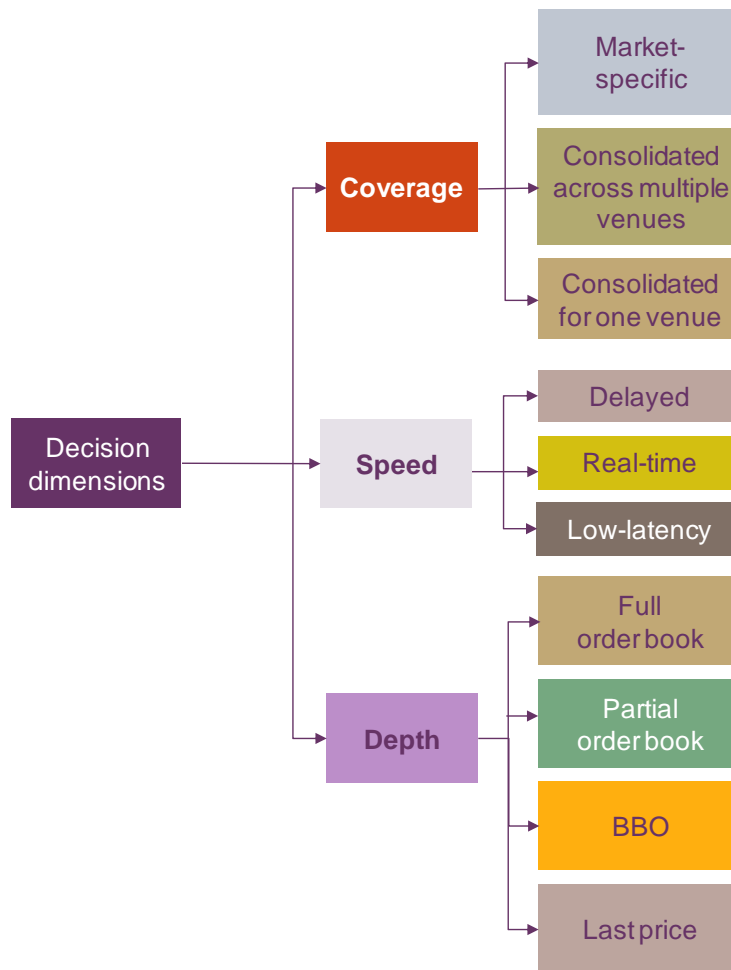 Market-
specific
Coverage
Consolidated
across multiple
venues
Consolidated
for one venue
Decision
dimensions
Speed
Delayed
Real-time
Low-latency
Depth
Full
order book
Partial
order book
BBO
Last price